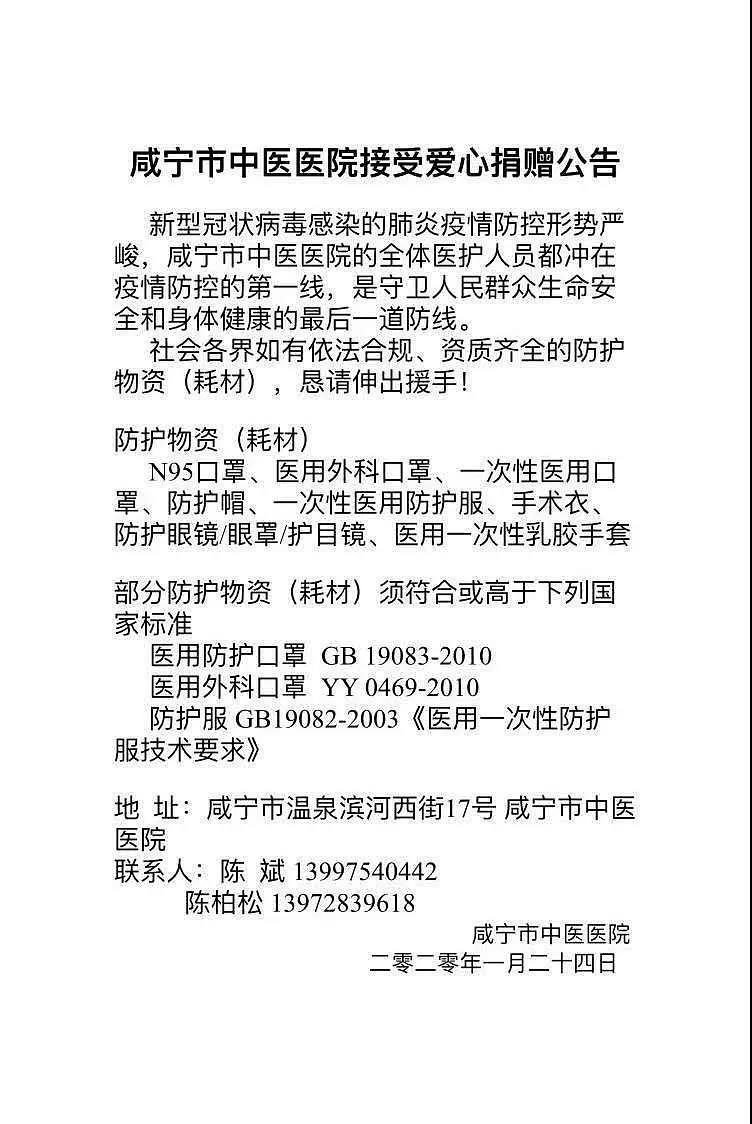 咸宁市中医医院接受爱心捐赠公告
新型冠状病毒感染的肺炎疫情防控形势严
峻，咸宁市中医医院的全体医护人员都冲在
疫情防控的第一线，是守卫人民群众生命安
全和身体健康的最后一道防线。
社会各界如有依法合规、资质齐全的防护
物资（耗材），恳请伸出援手！
防护物资（耗材）
N95口罩、医用外科口罩、一次性医用口
罩、防护帽、一次性医用防护服、手术衣、
防护眼镜/眼罩/护目镜、医用一次性乳胶手套
部分防护物资（耗材）须符合或高于下列国
家标准
医用防护口罩 GB 19083-2010
医用外科口罩 YY 0469-2010
防护服 GB19082-2003《医用一次性防护
服技术要求》
地 址：咸宁市温泉滨河西街17号 咸宁市中医
医院
联系人：陈 斌 13997540442
陈柏松 13972839618
咸宁市中医医院
二零二零年一月二十四日